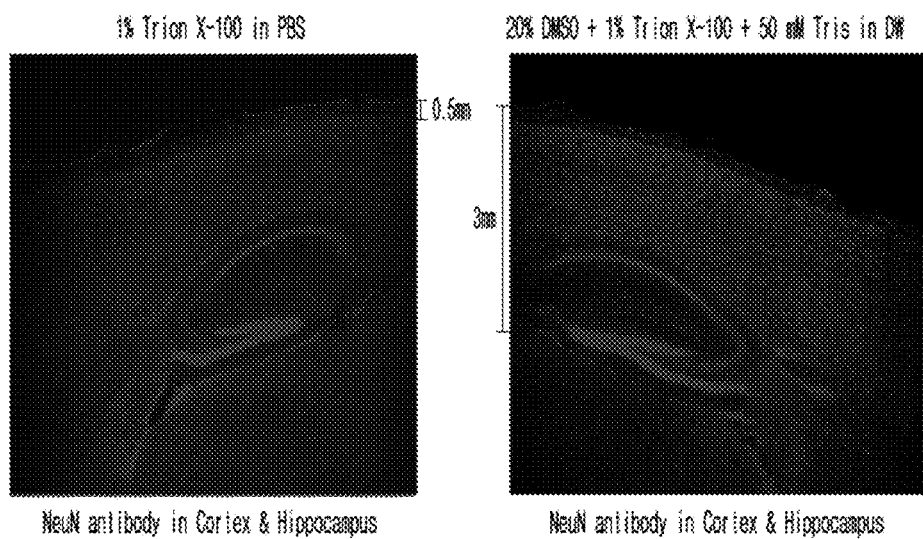 1% Trion X-100 in PBS
20% DMSO + 1% Trion X-100 + 50 mM Tris in DW
0.5mm
3mm
NeuN antibody in Cortex & Hippocampus
NeuN antibody in Cortex & Hippocampus